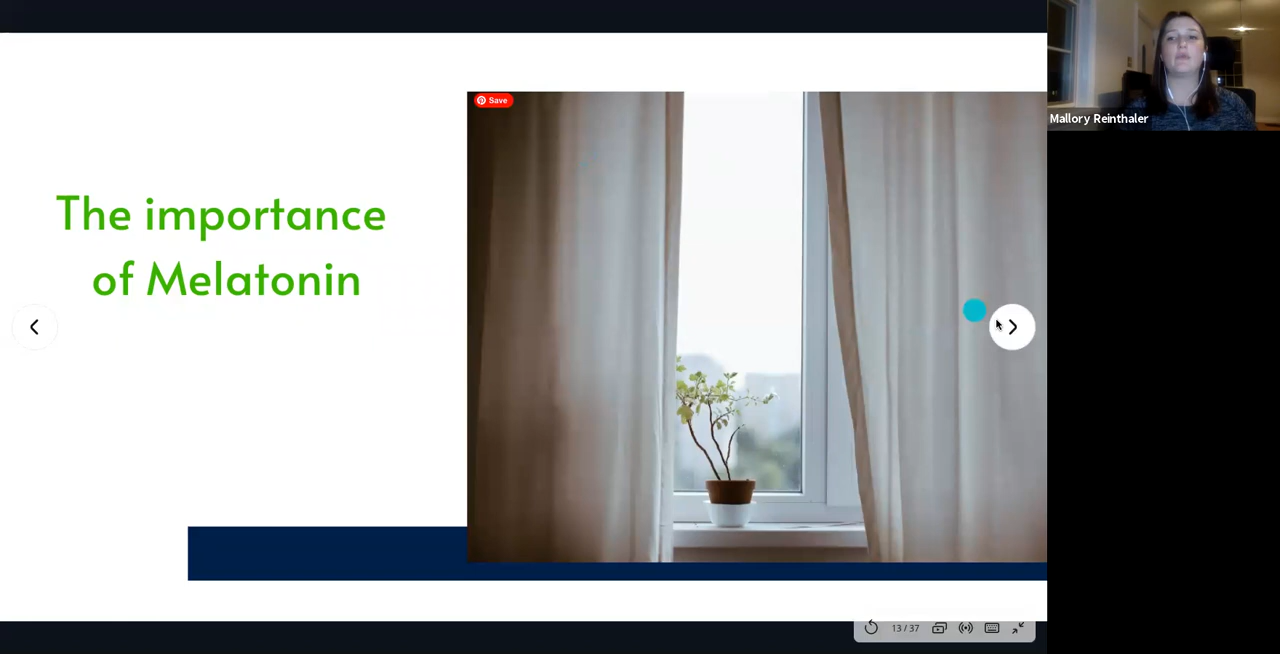 Save
The importance
of Melatonin
Mallory Reinthaler
13 / 37